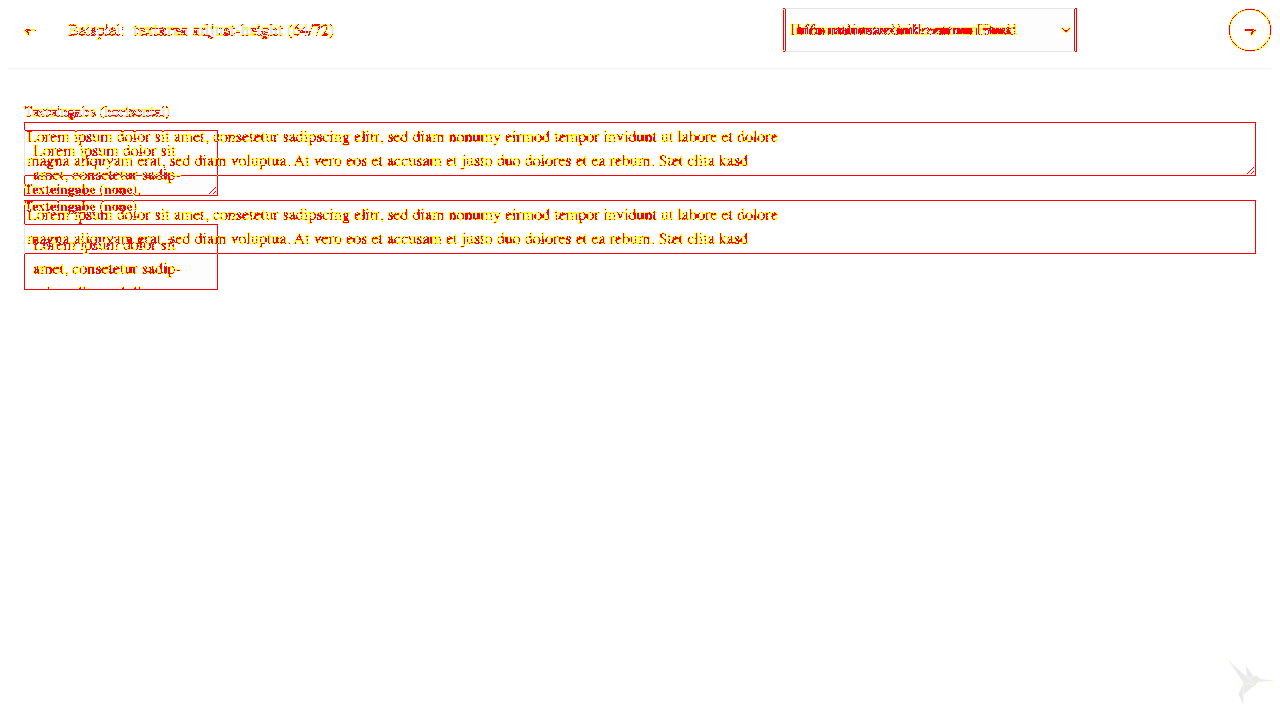 ← Beispiel: textarea adjust-height (64/72) →
Texteingabe (horizontal)
Lorem ipsum dolor sit amet, consetetur sadipscing elitr, sed diam nonumy eirmod tempor invidunt ut labore et dolore
Lorem ipsum dolor sit
magna aliquyam erat, sed diam voluptua. At vero eos et accusam et justo duo dolores et ea rebum. Stet clita kasd
amet, consetetur sadip-
Texteingabe (none)
Texteingabe (none)
Lorem ipsum dolor sit amet, consetetur sadipscing elitr, sed diam nonumy eirmod tempor invidunt ut labore et dolore
magna aliquyam erat, sed diam voluptua. At vero eos et accusam et justo duo dolores et ea rebum. Stet clita kasd
Lorem ipsum dolor sit
amet, consetetur sadip-